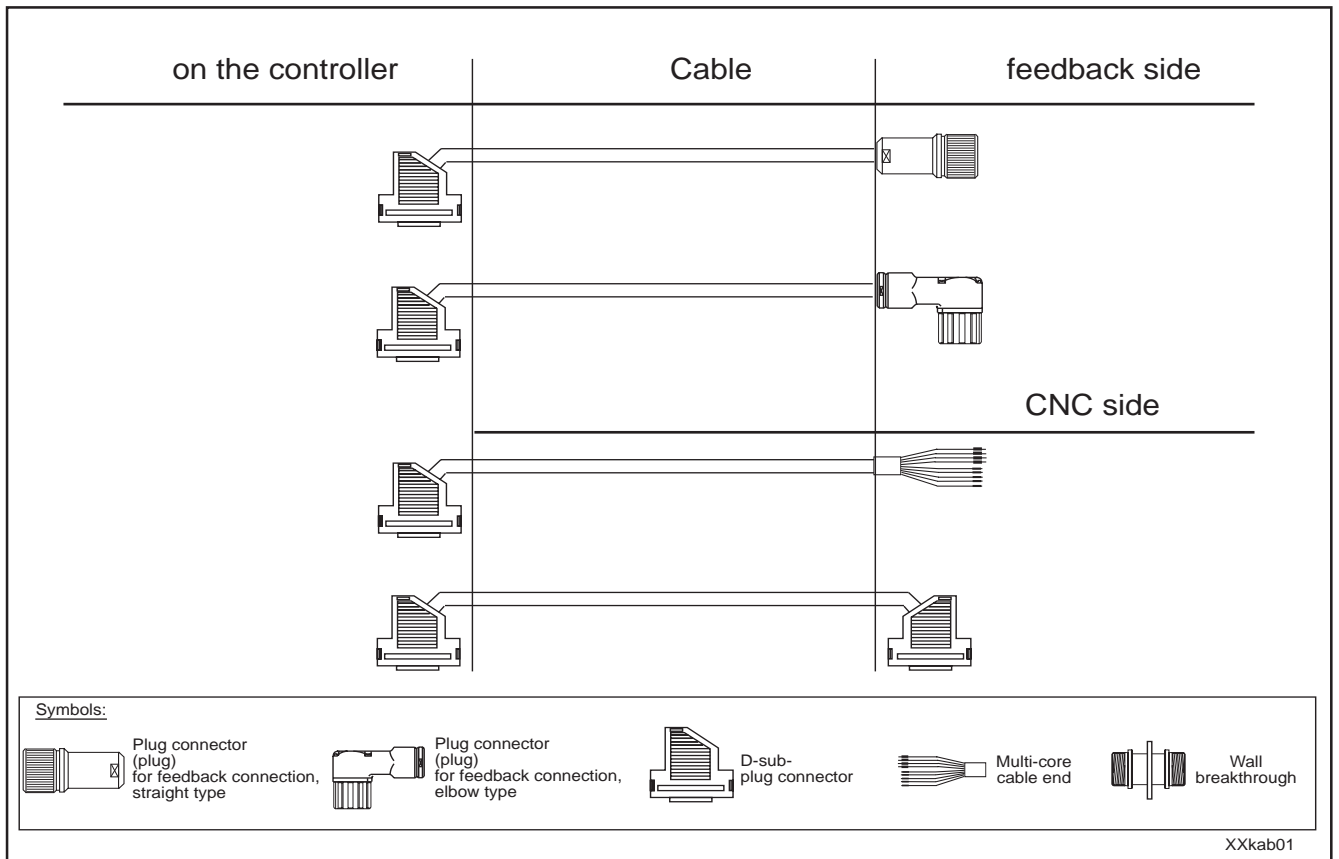 on the controller
Cable
feedback side
CNC side
Symbols:
Plug connector
(plug)
for feedback connection,
straight type
Plug connector
(plug)
for feedback connection,
elbow type
D-sub-
plug connector
Multi-core
cable end
Wall
breakthrough
XXkab01